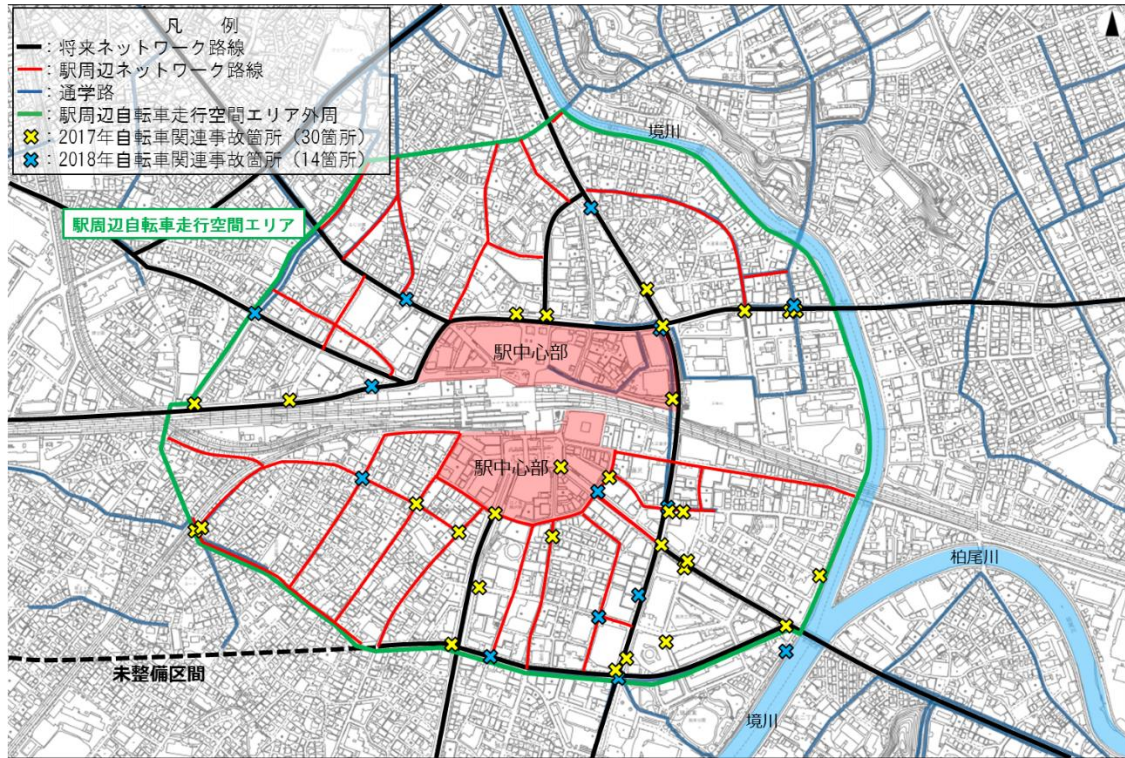 凡　例
：将来ネットワーク路線
：駅周辺ネットワーク路線
：通学路
：駅周辺自転車走行空間エリア外周
：2017年自転車関連事故箇所（30箇所）
：2018年自転車関連事故箇所（14箇所）
境川
駅周辺自転車走行空間エリア
駅中心部
駅中心部
柏尾川
未整備区間
境川